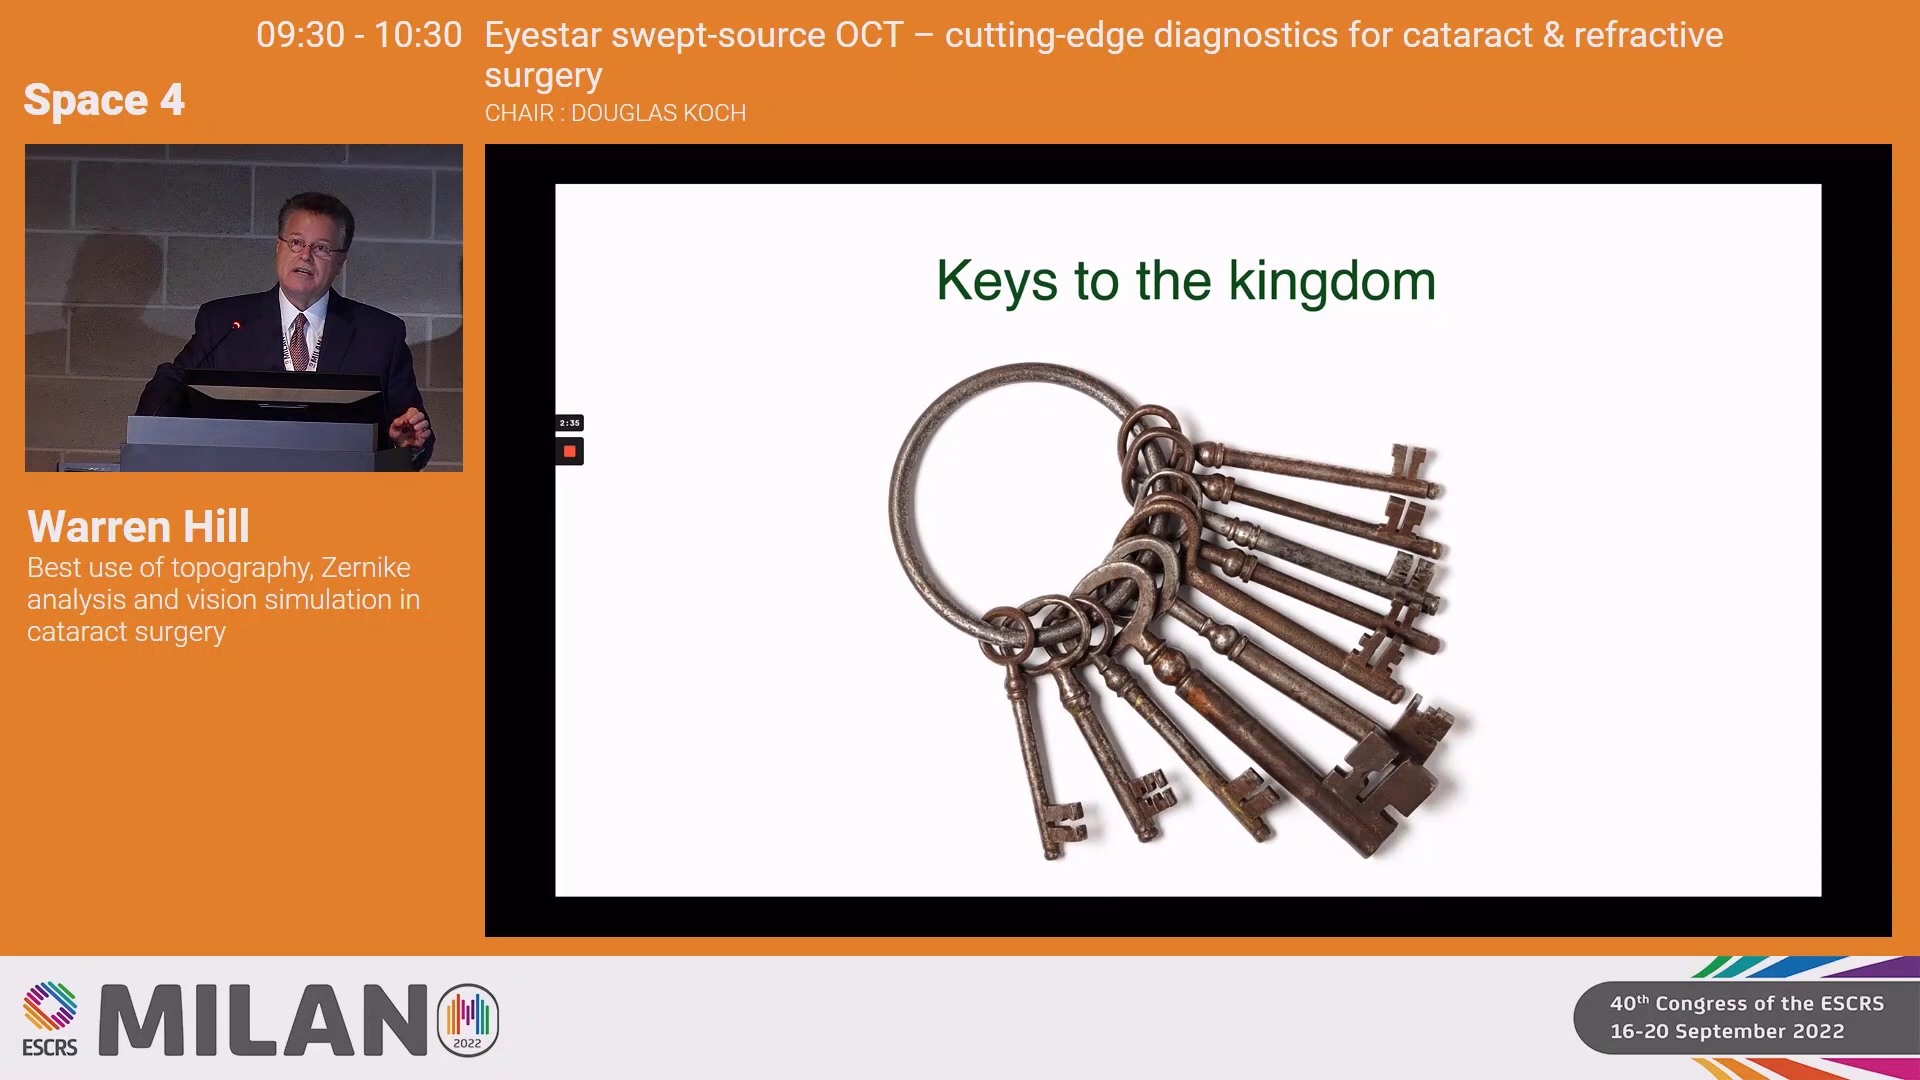 09:30 - 10:30
Eyestar swept-source OCT – cutting-edge diagnostics for cataract & refractive
surgery
CHAIR : DOUGLAS KOCH
Space 4
Keys to the kingdom
2:35
Warren Hill
Best use of topography, Zernike
analysis and vision simulation in
cataract surgery
ESCRS
MILANO
2022
40th Congress of the ESCRS
16-20 September 2022